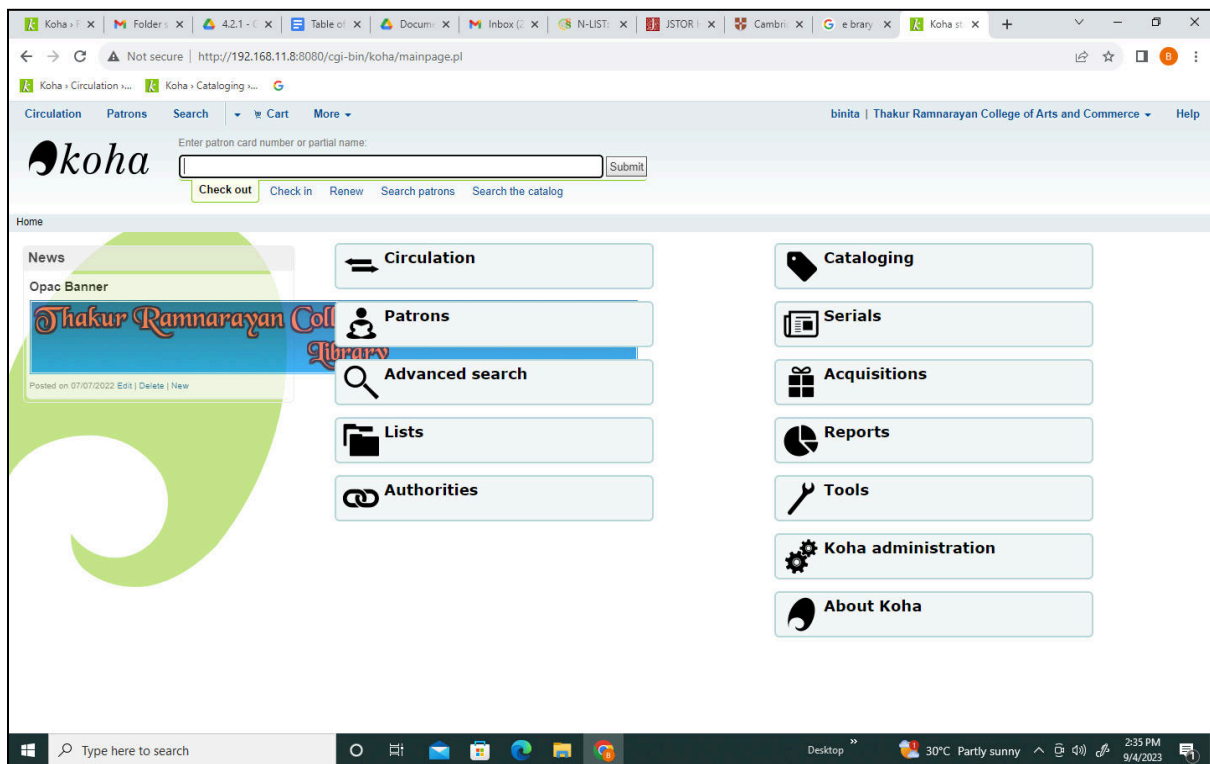 Koha › F
Folder s
4.2.1 - C
Table of
Docume
Inbox (2
N-LIST:
JSTOR
Cambri
e brary
Koha st
Not secure | http://192.168.11.8:8080/cgi-bin/koha/mainpage.pl
B
Koha › Circulation ›...
Koha › Cataloging ›...
Circulation Patrons Search Cart More
binita | Thakur Ramnarayan College of Arts and Commerce
Help
koha
Enter patron card number or partial name:
Submit
Check out Check in Renew Search patrons Search the catalog
Home
News
Opac Banner
Thakur Ramnarayan Coll
Library
Posted on 07/07/2022 Edit | Delete | New
Circulation
Patrons
Advanced search
Lists
Authorities
Cataloging
Serials
Acquisitions
Reports
Tools
Koha administration
About Koha
Type here to search
Desktop
30°C Partly sunny
2:35 PM
9/4/2023